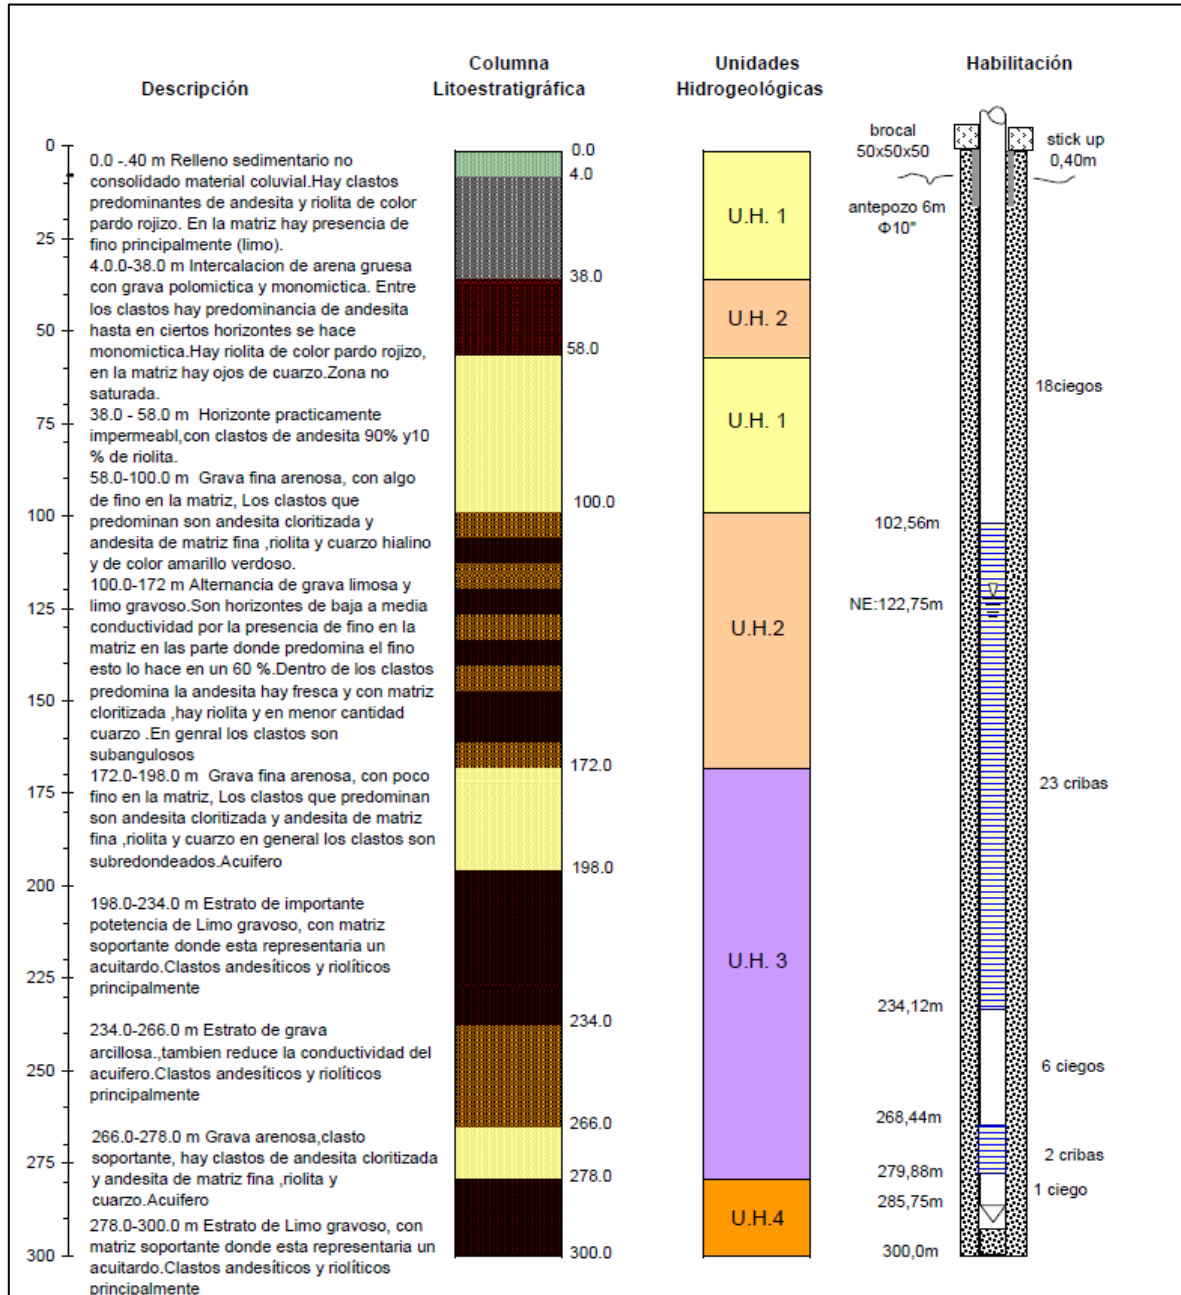 Descripción
Columna
Litoestratigráfica
Unidades
Hidrogeológicas
Habilitación
0
25
50
75
100
125
150
175
200
225
250
275
300
0.0 -.40 m Relleno sedimentario no
consolidado material coluvial.Hay clastos
predominantes de andesita y riolita de color
pardo rojizo. En la matriz hay presencia de
fino principalmente (limo).
4.0.0-38.0 m Intercalacion de arena gruesa
con grava polomictica y monomictica. Entre
los clastos hay predominancia de andesita
hasta en ciertos horizontes se hace
monomictica.Hay riolita de color pardo rojizo,
en la matriz hay ojos de cuarzo.Zona no
saturada.
38.0 - 58.0 m Horizonte practicamente
impermeabl,con clastos de andesita 90% y10
% de riolita.
58.0-100.0 m Grava fina arenosa, con algo
de fino en la matriz, Los clastos que
predominan son andesita cloritizada y
andesita de matriz fina ,riolita y cuarzo hialino
y de color amarillo verdoso.
100.0-172 m Alternancia de grava limosa y
limo gravoso.Son horizontes de baja a media
conductividad por la presencia de fino en la
matriz en las parte donde predomina el fino
esto lo hace en un 60 %.Dentro de los clastos
predomina la andesita hay fresca y con matriz
cloritizada ,hay riolita y en menor cantidad
cuarzo .En genral los clastos son
subangulosos
172.0-198.0 m Grava fina arenosa, con poco
fino en la matriz, Los clastos que predominan
son andesita cloritizada y andesita de matriz
fina ,riolita y cuarzo en general los clastos son
subredondeados.Acuifero
198.0-234.0 m Estrato de importante
potetencia de Limo gravoso, con matriz
soportante donde esta representaria un
acuitardo.Clastos andesíticos y riolíticos
principalmente
234.0-266.0 m Estrato de grava
arcillosa.,tambien reduce la conductividad del
acuifero.Clastos andesíticos y riolíticos
principalmente
266.0-278.0 m Grava arenosa,clasto
soportante, hay clastos de andesita cloritizada
y andesita de matriz fina ,riolita y
cuarzo.Acuifero
278.0-300.0 m Estrato de Limo gravoso, con
matriz soportante donde esta representaria un
acuitardo.Clastos andesíticos y riolíticos
principalmente
0.0
4.0
38.0
58.0
100.0
172.0
198.0
234.0
266.0
278.0
300.0
U.H. 1
U.H. 2
U.H. 1
U.H.2
U.H. 3
U.H.4
brocal
50x50x50
stick up
0,40m
antepozo 6m
Φ10"
18ciegos
102,56m
NE:122,75m
23 cribas
234,12m
6 ciegos
268,44m
2 cribas
279,88m
1 ciego
285,75m
300,0m